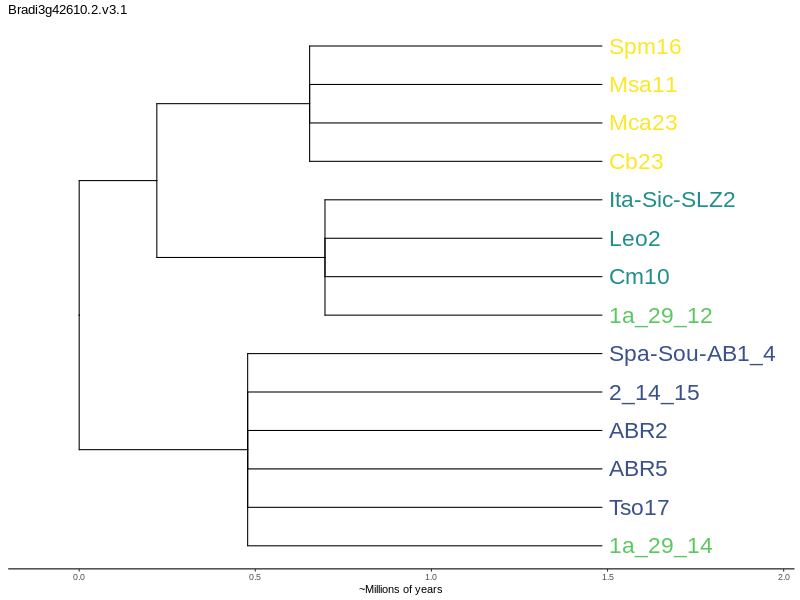 Bradi3g42610.2.v3.1
Spm16
Msa11
Mca23
Cb23
Ita-Sic-SLZ2
Leo2
Cm10
1a_29_12
Spa-Sou-AB1_4
2_14_15
ABR2
ABR5
Tso17
1a_29_14
0.0 0.5 1.0 1.5 2.0
~Millions of years